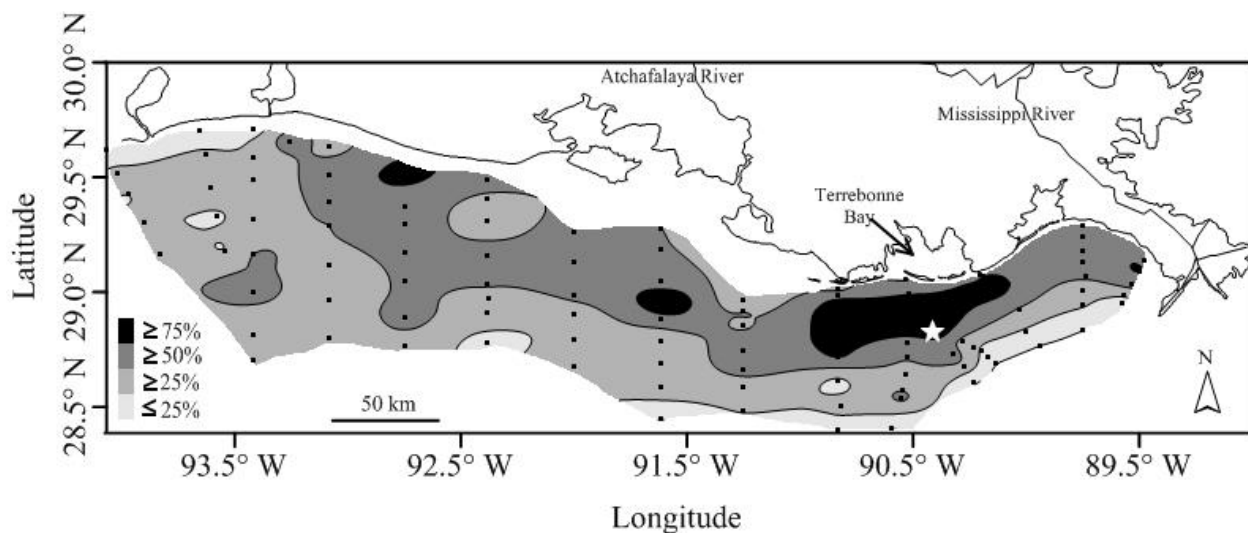 Atchafalaya River
Mississippi River
Terrebonne
Bay
Latitude
30.0° N
29.5° N
29.0° N
28.5° N
≥ 75%
≥ 50%
≥ 25%
≤ 25%
50 km
N
93.5° W
92.5° W
91.5° W
90.5° W
89.5° W
Longitude